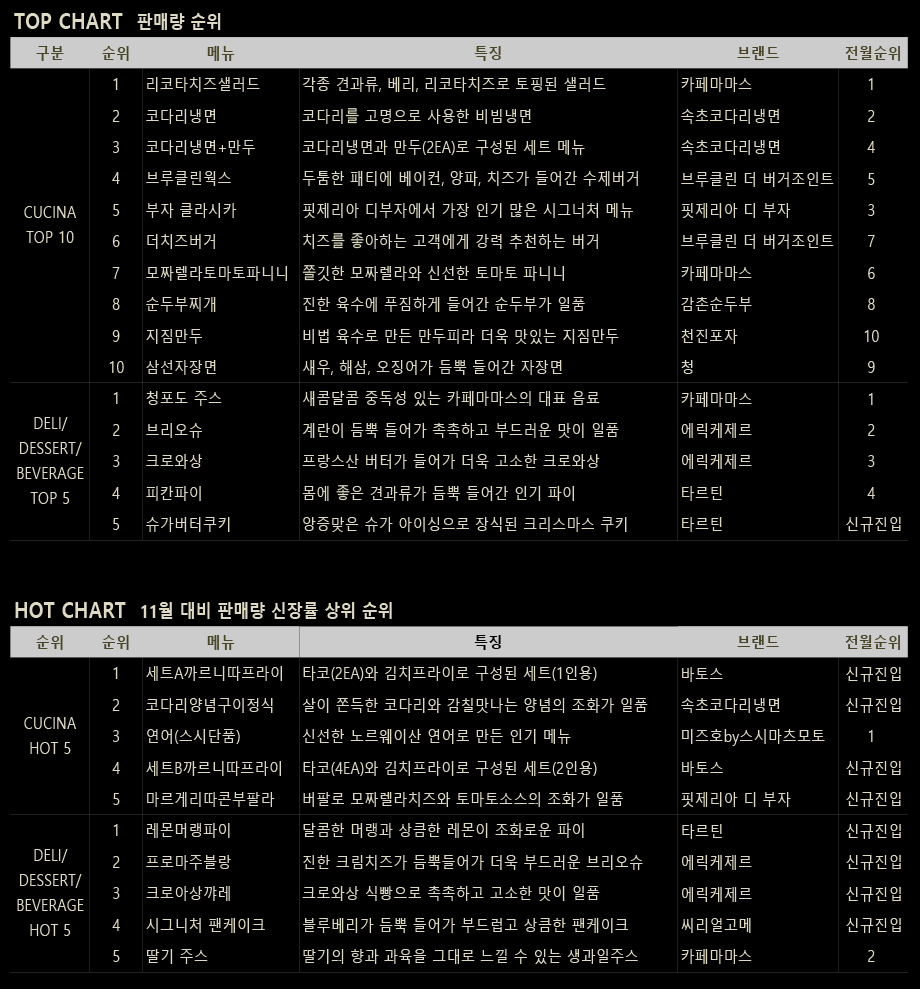 TOP CHART 판매량 순위
구분 순위 메뉴 특징 브랜드 전월순위
CUCINA TOP 10
1 리코타치즈샐러드 각종 견과류, 베리, 리코타치즈로 토핑된 샐러드 카페마마스 1
2 코다리냉면 코다리를 고명으로 사용한 비빔냉면 속초코다리냉면 2
3 코다리냉면+만두 코다리냉면과 만두(2EA)로 구성된 세트 메뉴 속초코다리냉면 4
4 브루클린웍스 두툼한 패티에 베이컨, 양파, 치즈가 들어간 수제버거 브루클린 더 버거조인트 5
5 부자 클라시카 핏제리아 디부자에서 가장 인기 많은 시그너처 메뉴 핏제리아 디 부자 3
6 더치즈버거 치즈를 좋아하는 고객에게 강력 추천하는 버거 브루클린 더 버거조인트 7
7 모짜렐라토마토파니니 쫄깃한 모짜렐라와 신선한 토마토 파니니 카페마마스 6
8 순두부찌개 진한 육수에 푸짐하게 들어간 순두부가 일품 감촌순두부 8
9 지짐만두 비법 육수로 만든 만두피라 더욱 맛있는 지짐만두 천진포자 10
10 삼선자장면 새우, 해삼, 오징어가 듬뿍 들어간 자장면 청 9
DELI/
DESSERT/
BEVERAGE
TOP 5
1 청포도 주스 새콤달콤 중독성 있는 카페마마스의 대표 음료 카페마마스 1
2 브리오슈 계란이 듬뿍 들어가 촉촉하고 부드러운 맛이 일품 에릭케제르 2
3 크로와상 프랑스산 버터가 들어가 더욱 고소한 크로와상 에릭케제르 3
4 피칸파이 몸에 좋은 견과류가 듬뿍 들어간 인기 파이 타르틴 4
5 슈가버터쿠키 앙증맞은 슈가 아이싱으로 장식된 크리스마스 쿠키 타르틴 신규진입
HOT CHART 11월 대비 판매량 신장률 상위 순위
순위 순위 메뉴 특징 브랜드 전월순위
CUCINA
HOT 5
1 세트A까르니따프라이 타코(2EA)와 김치프라이로 구성된 세트(1인용) 바토스 신규진입
2 코다리양념구이정식 살이 쫀득한 코다리와 감칠맛나는 양념의 조화가 일품 속초코다리냉면 신규진입
3 연어(스시단품) 신선한 노르웨이산 연어로 만든 인기 메뉴 미즈호by스시마츠모토 1
4 세트B까르니따프라이 타코(4EA)와 김치프라이로 구성된 세트(2인용) 바토스 신규진입
5 마르게리따콘부팔라 버팔로 모짜렐라치즈와 토마토소스의 조화가 일품 핏제리아 디 부자 신규진입
DELI/
DESSERT/
BEVERAGE
HOT 5
1 레몬머랭파이 달콤한 머랭과 상큼한 레몬이 조화로운 파이 타르틴 신규진입
2 프로마주블랑 진한 크림치즈가 듬뿍들어가 더욱 부드러운 브리오슈 에릭케제르 신규진입
3 크로아상꺄레 크로와상 식빵으로 촉촉하고 고소한 맛이 일품 에릭케제르 신규진입
4 시그니처 팬케이크 블루베리가 듬뿍 들어가 부드럽고 상큼한 팬케이크 씨리얼고메 신규진입
5 딸기 주스 딸기의 향과 과육을 그대로 느낄 수 있는 생과일주스 카페마마스 2